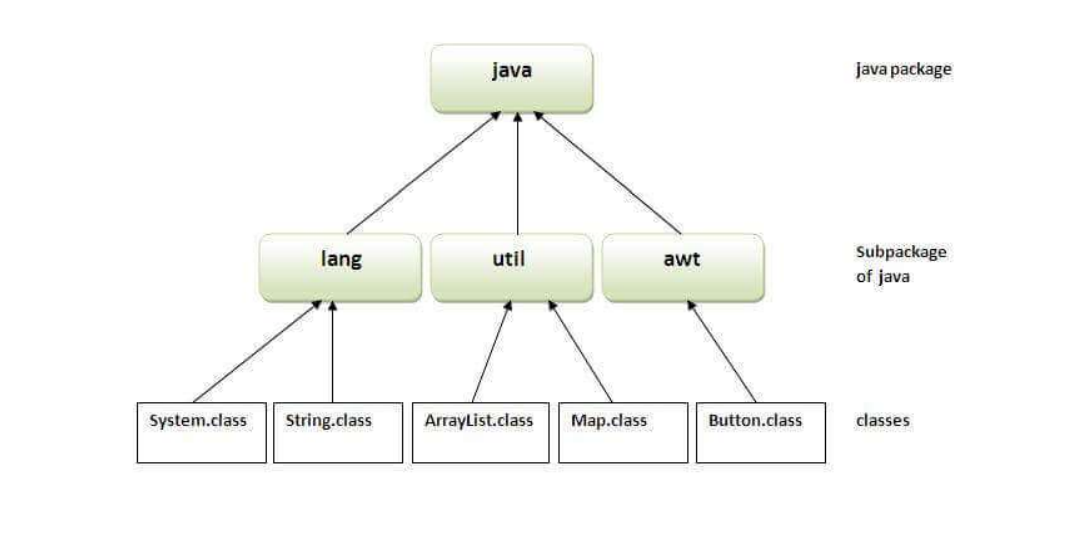 java
java package
lang
util
awt
Subpackage
of java
System.class
String.class
ArrayList.class
Map.class
Button.class
classes